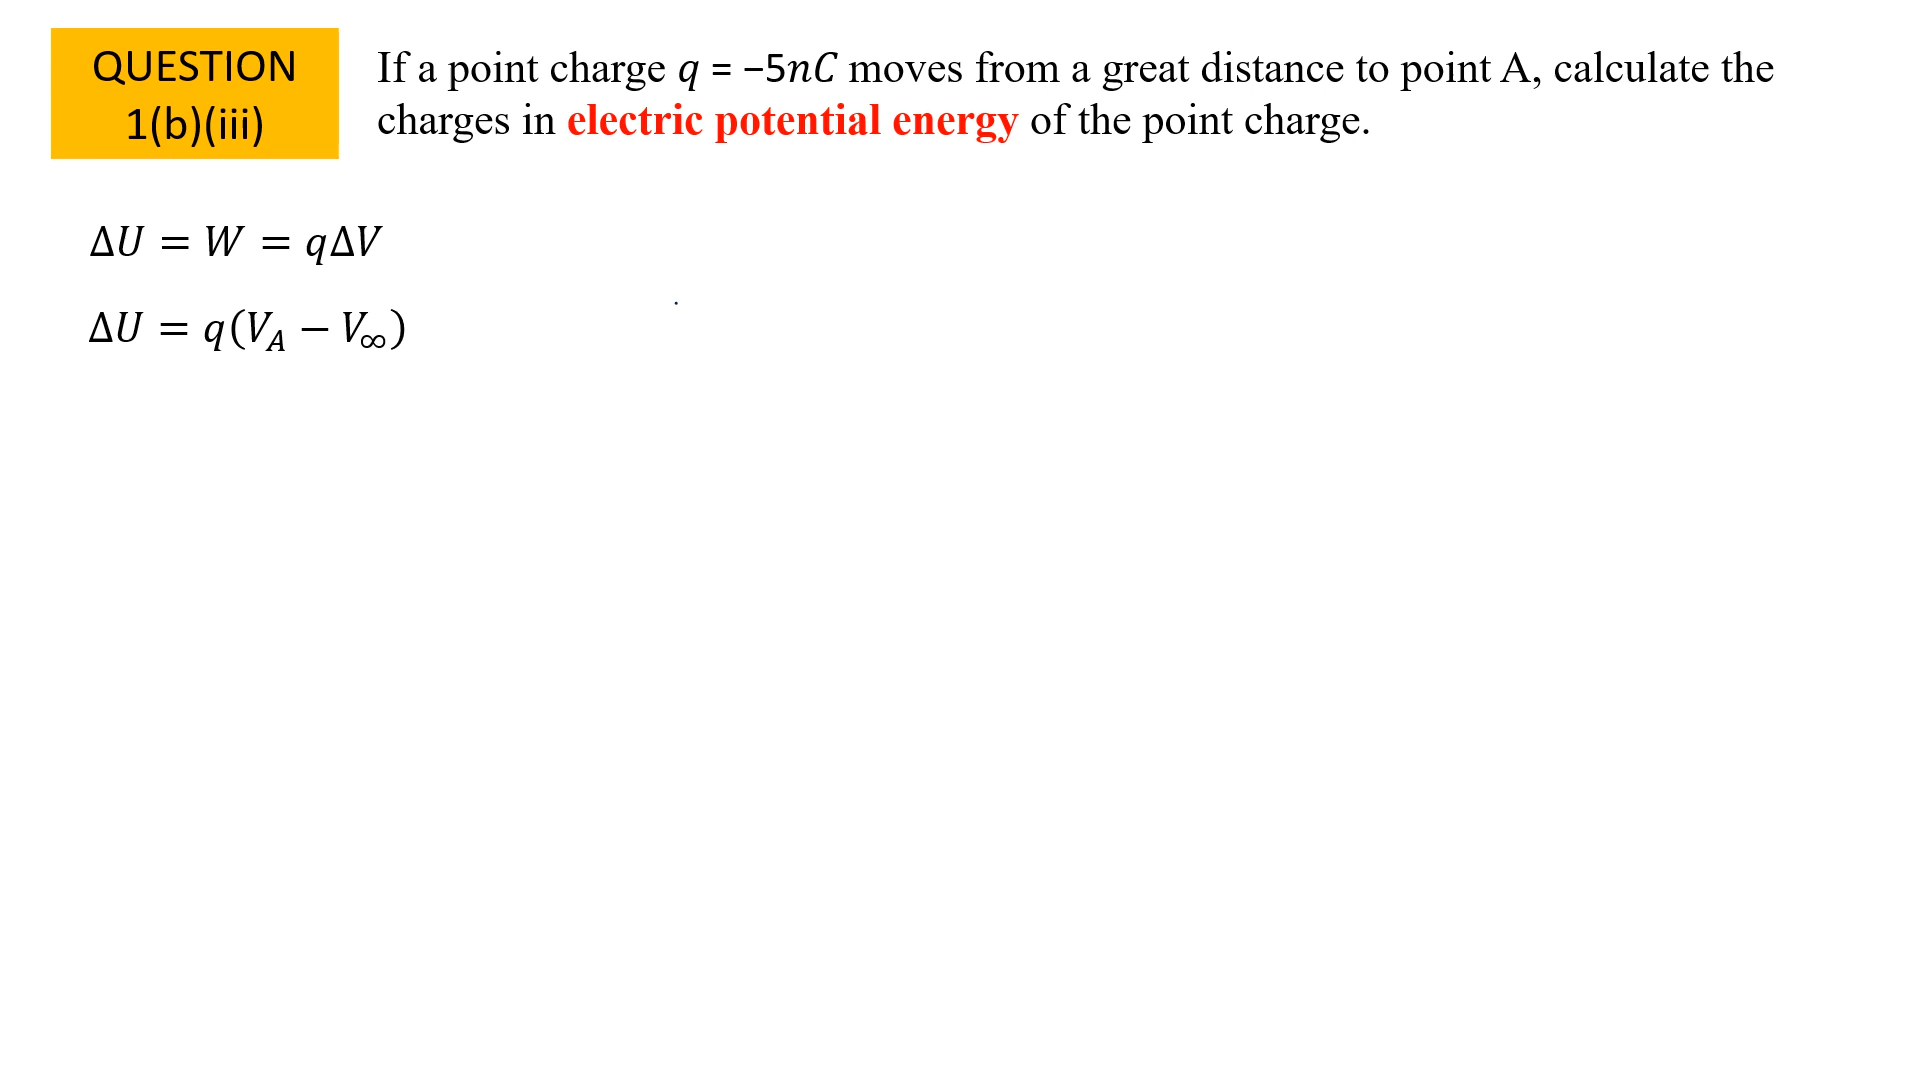 QUESTION
1(b)(iii)
If a point charge q = −5nC moves from a great distance to point A, calculate the
charges in electric potential energy of the point charge.
ΔU = W = qΔV
ΔU = q(V_A − V_∞)